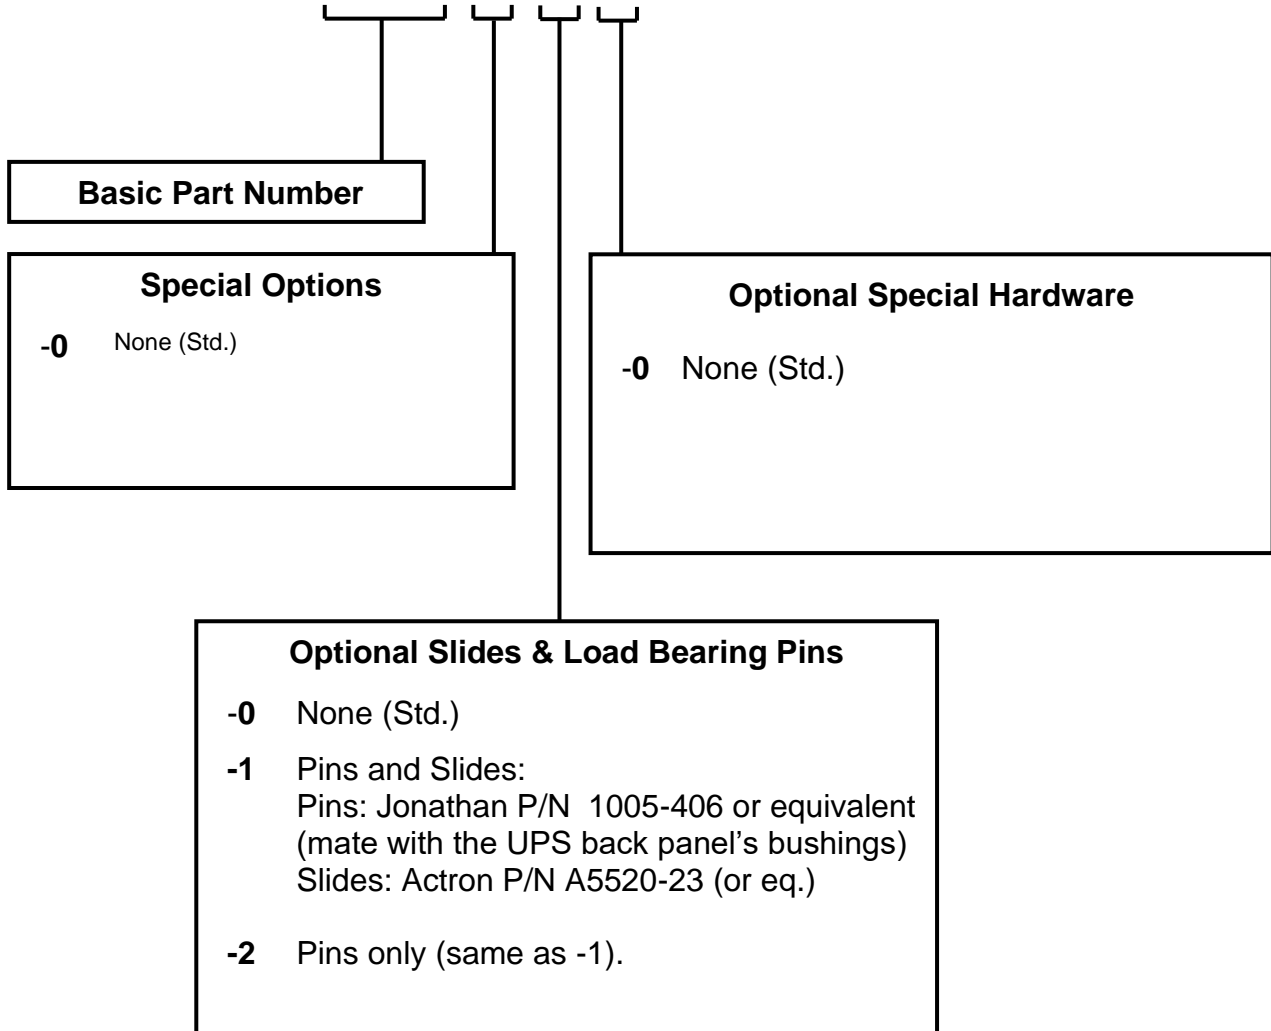 Basic Part Number
Special Options
-0 None (Std.)
Optional Special Hardware
-0 None (Std.)
Optional Slides & Load Bearing Pins
-0 None (Std.)
-1 Pins and Slides:
Pins: Jonathan P/N 1005-406 or equivalent
(mate with the UPS back panel's bushings)
Slides: Actron P/N A5520-23 (or eq.)
-2 Pins only (same as -1).